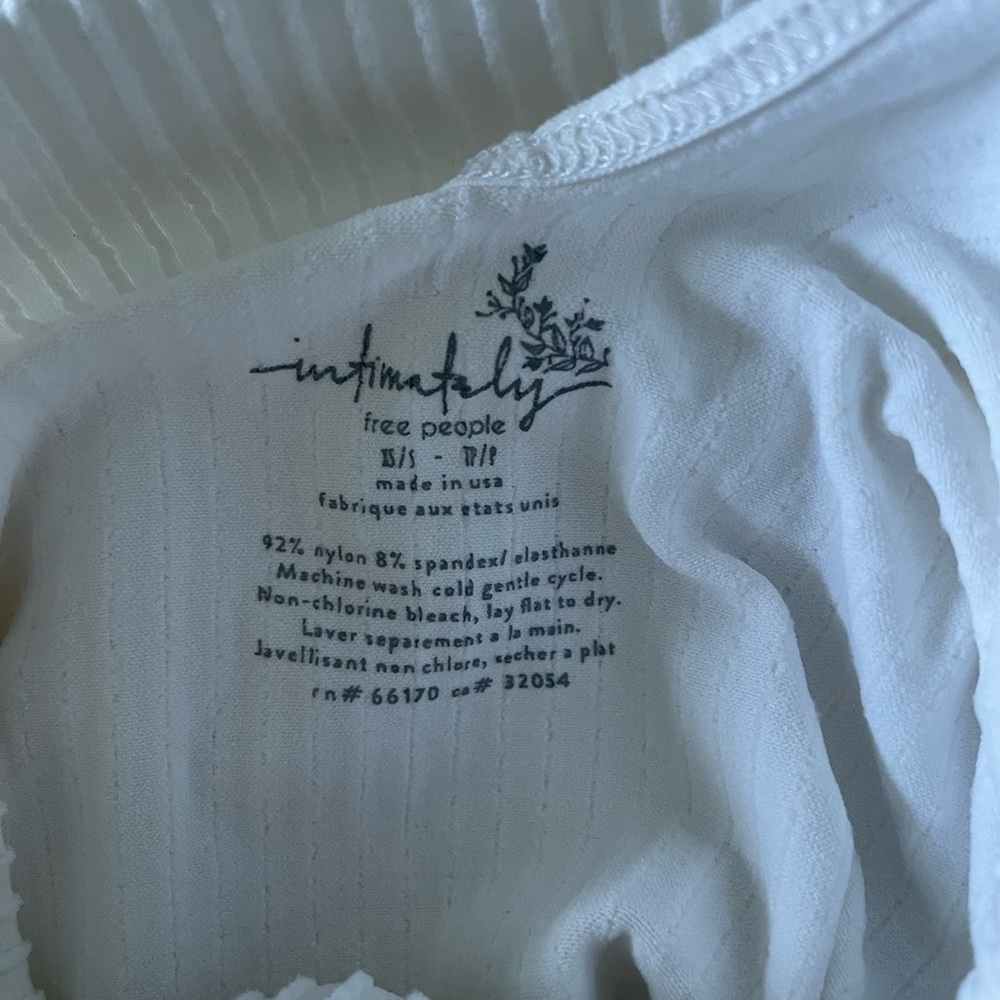 intimately
free people
XS/S - TP/P
made in usa
fabrique aux etats unis
92% nylon 8% spandex/ elasthanne
Machine wash cold gentle cycle.
Non-chlorine bleach, lay flat to dry.
Laver separement a la main.
Javellisant non chlore, secher a plat
rn# 66170 ca# 32054